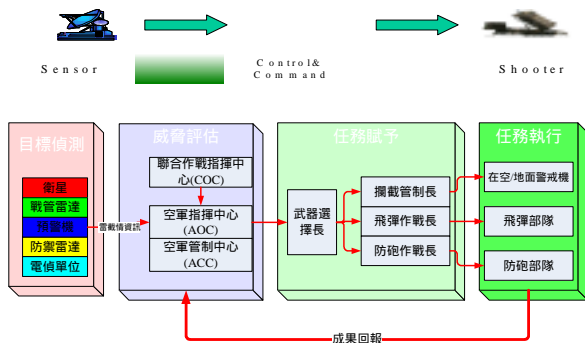 Sensor
Control&
Command
Shooter
目標偵測
衛星
戰管雷達
預警機
防禦雷達
電偵單位
雷戰情資訊
威脅評估
聯合作戰指揮中
心(COC)
空軍指揮中心
(AOC)
空軍管制中心
(ACC)
任務賦予
武器選
擇長
攔截管制長
飛彈作戰長
防砲作戰長
任務執行
在空/地面警戒機
飛彈部隊
防砲部隊
成果回報